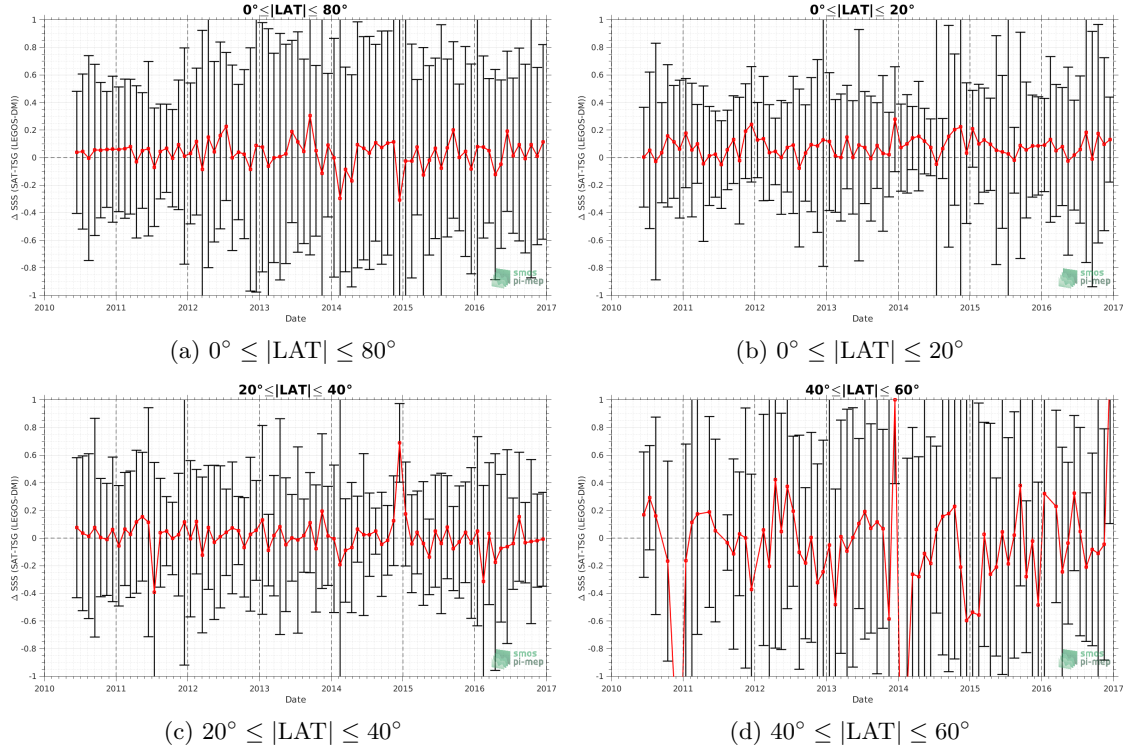 0°≤|LAT|≤ 80°
Δ SSS (SAT-TSG (LEGOS-DM))
1
0.8
0.6
0.4
0.2
0
-0.2
-0.4
-0.6
-0.8
-1
2010 2011 2012 2013 2014 2015 2016 2017
Date
smos
pi-mep
(a) 0° ≤ |LAT| ≤ 80°
0°≤|LAT|≤ 20°
Δ SSS (SAT-TSG (LEGOS-DM))
1
0.8
0.6
0.4
0.2
0
-0.2
-0.4
-0.6
-0.8
-1
2010 2011 2012 2013 2014 2015 2016 2017
Date
smos
pi-mep
(b) 0° ≤ |LAT| ≤ 20°
20°≤|LAT|≤ 40°
Δ SSS (SAT-TSG (LEGOS-DM))
1
0.8
0.6
0.4
0.2
0
-0.2
-0.4
-0.6
-0.8
-1
2010 2011 2012 2013 2014 2015 2016 2017
Date
smos
pi-mep
(c) 20° ≤ |LAT| ≤ 40°
40°≤|LAT|≤ 60°
Δ SSS (SAT-TSG (LEGOS-DM))
1
0.8
0.6
0.4
0.2
0
-0.2
-0.4
-0.6
-0.8
-1
2010 2011 2012 2013 2014 2015 2016 2017
Date
smos
pi-mep
(d) 40° ≤ |LAT| ≤ 60°